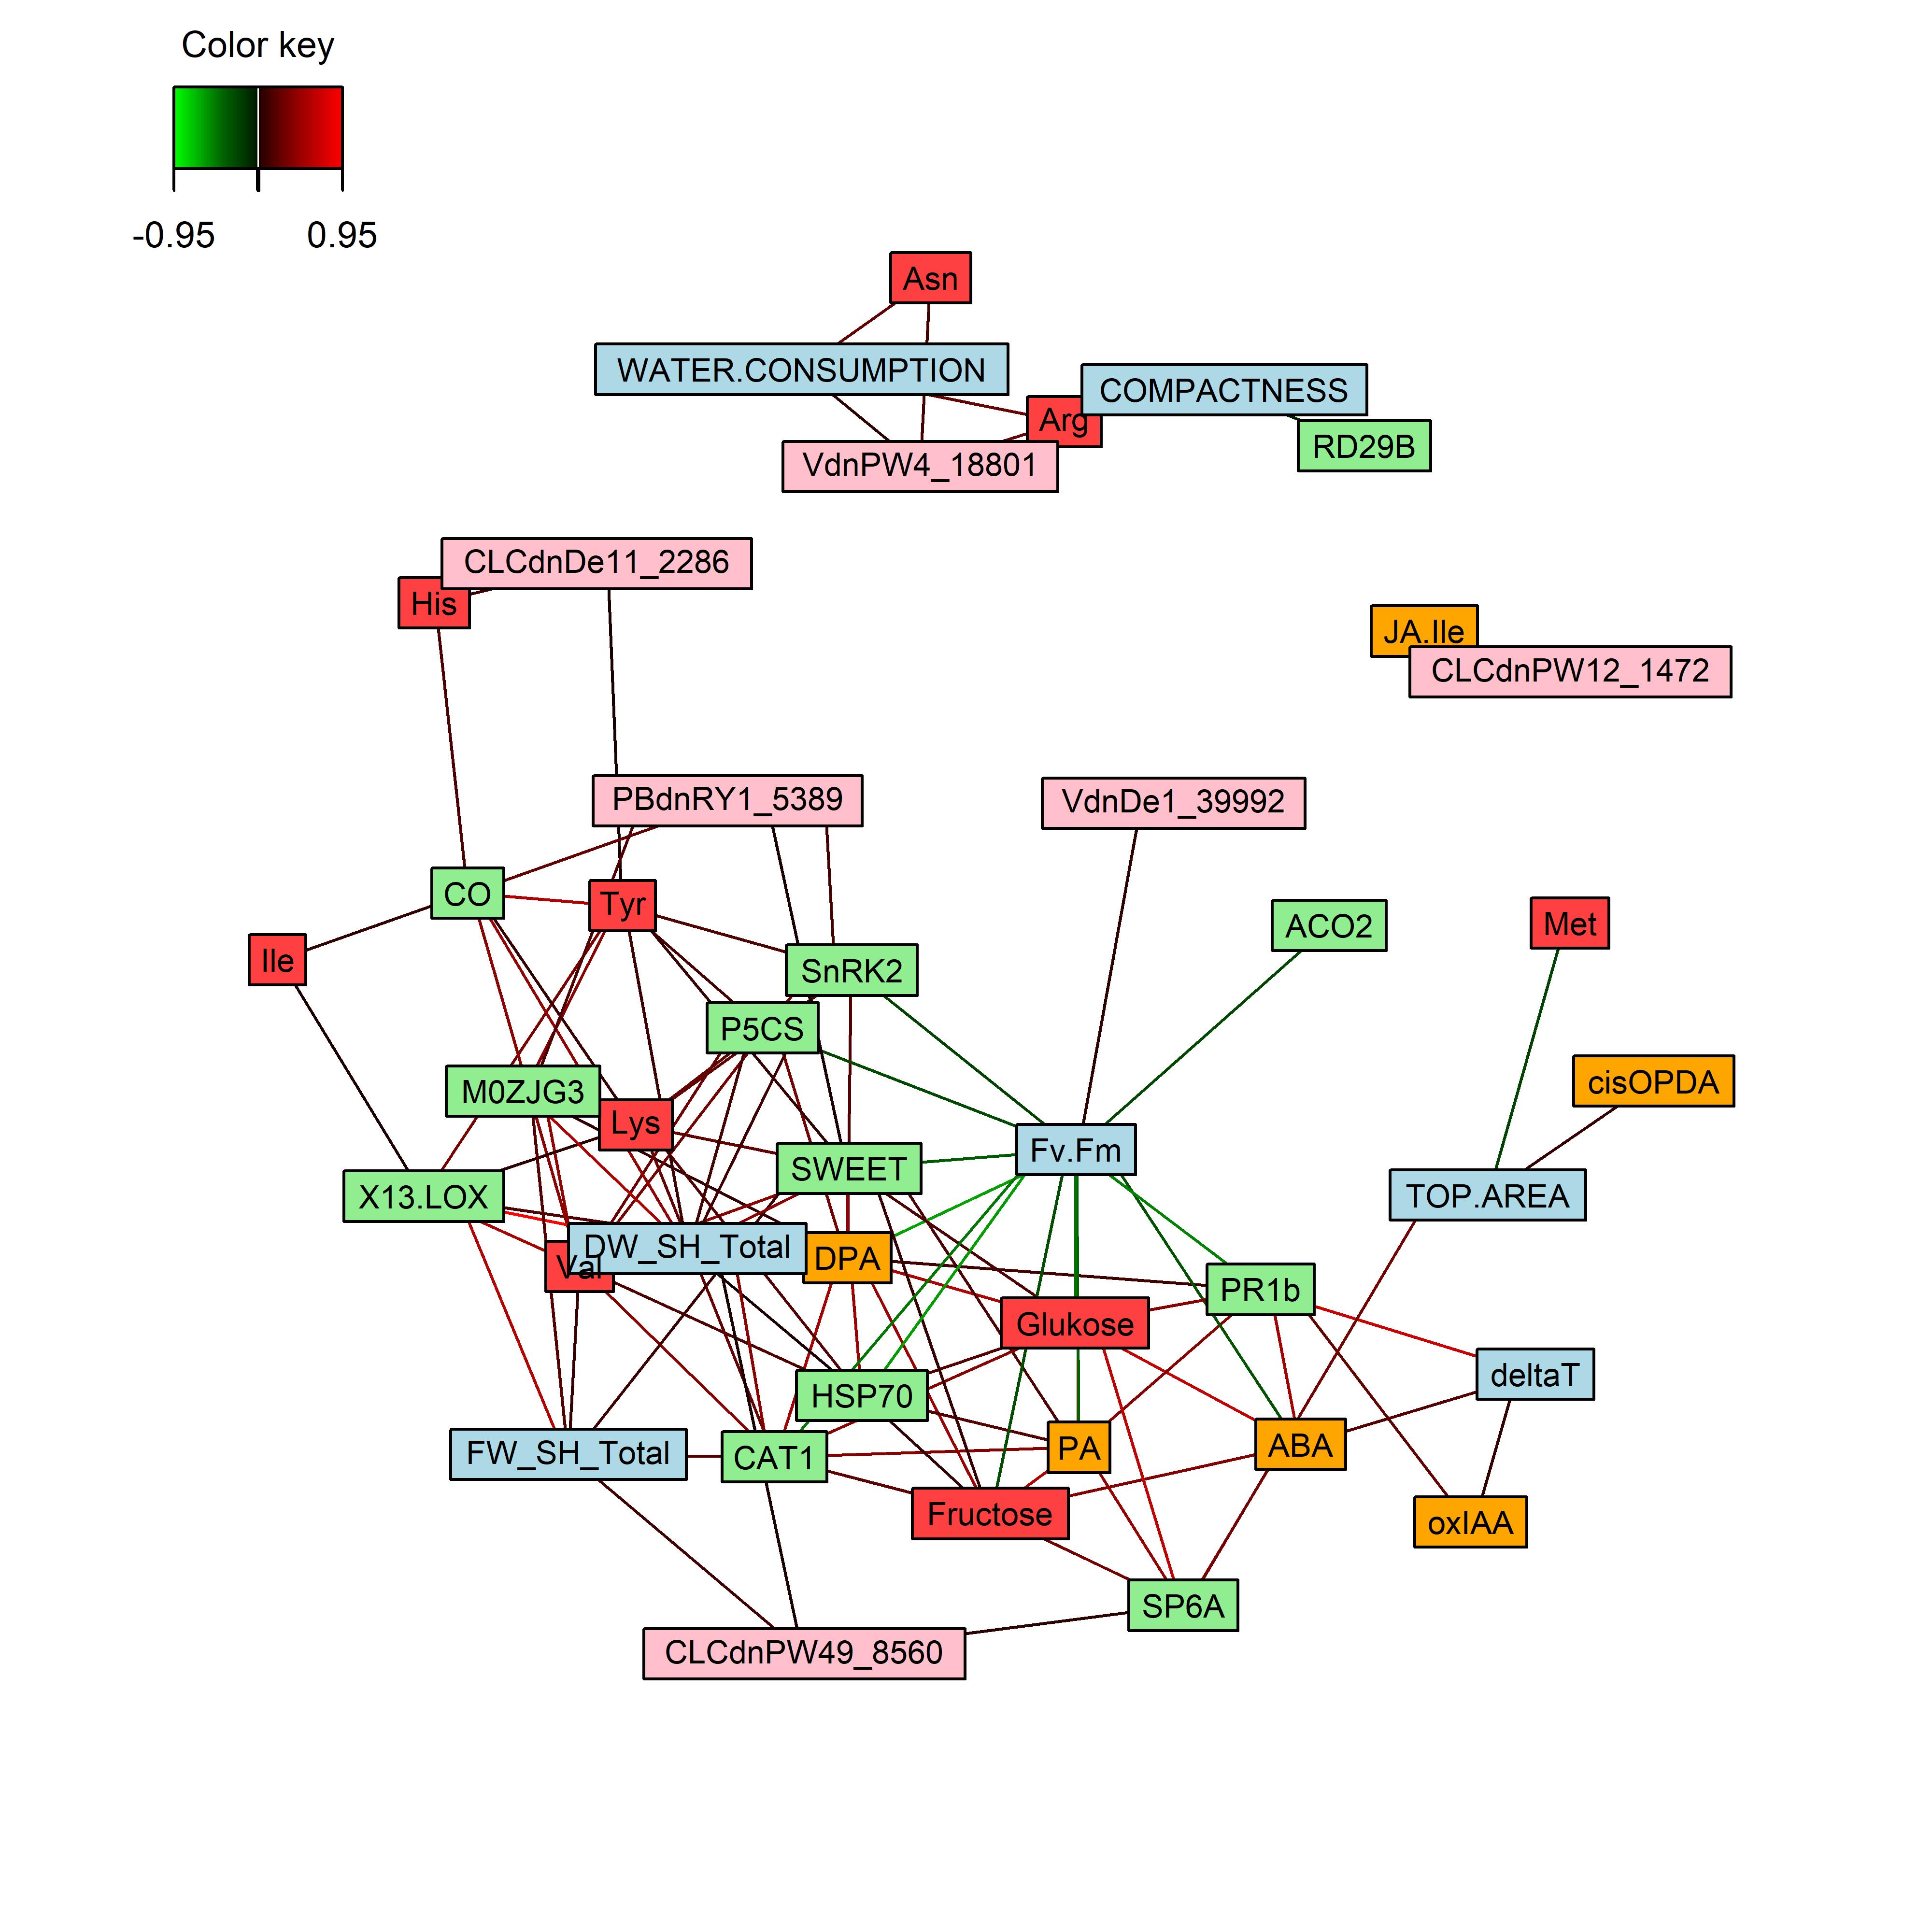 Color key
-0.95 0.95
Asn
WATER.CONSUMPTION
COMPACTNESS
Arg
RD29B
VdnPW4_18801
CLCdnDe11_2286
His
JA.Ile
CLCdnPW12_1472
PBdnRY1_5389
VdnDe1_39992
CO
Tyr
ACO2
Met
Ile
SnRK2
P5CS
M0ZJG3
cisOPDA
Lys
Fv.Fm
SWEET
X13.LOX
TOP.AREA
DW_SH_Total
DPA
Val
PR1b
Glukose
deltaT
HSP70
FW_SH_Total
CAT1
PA
ABA
Fructose
oxIAA
SP6A
CLCdnPW49_8560